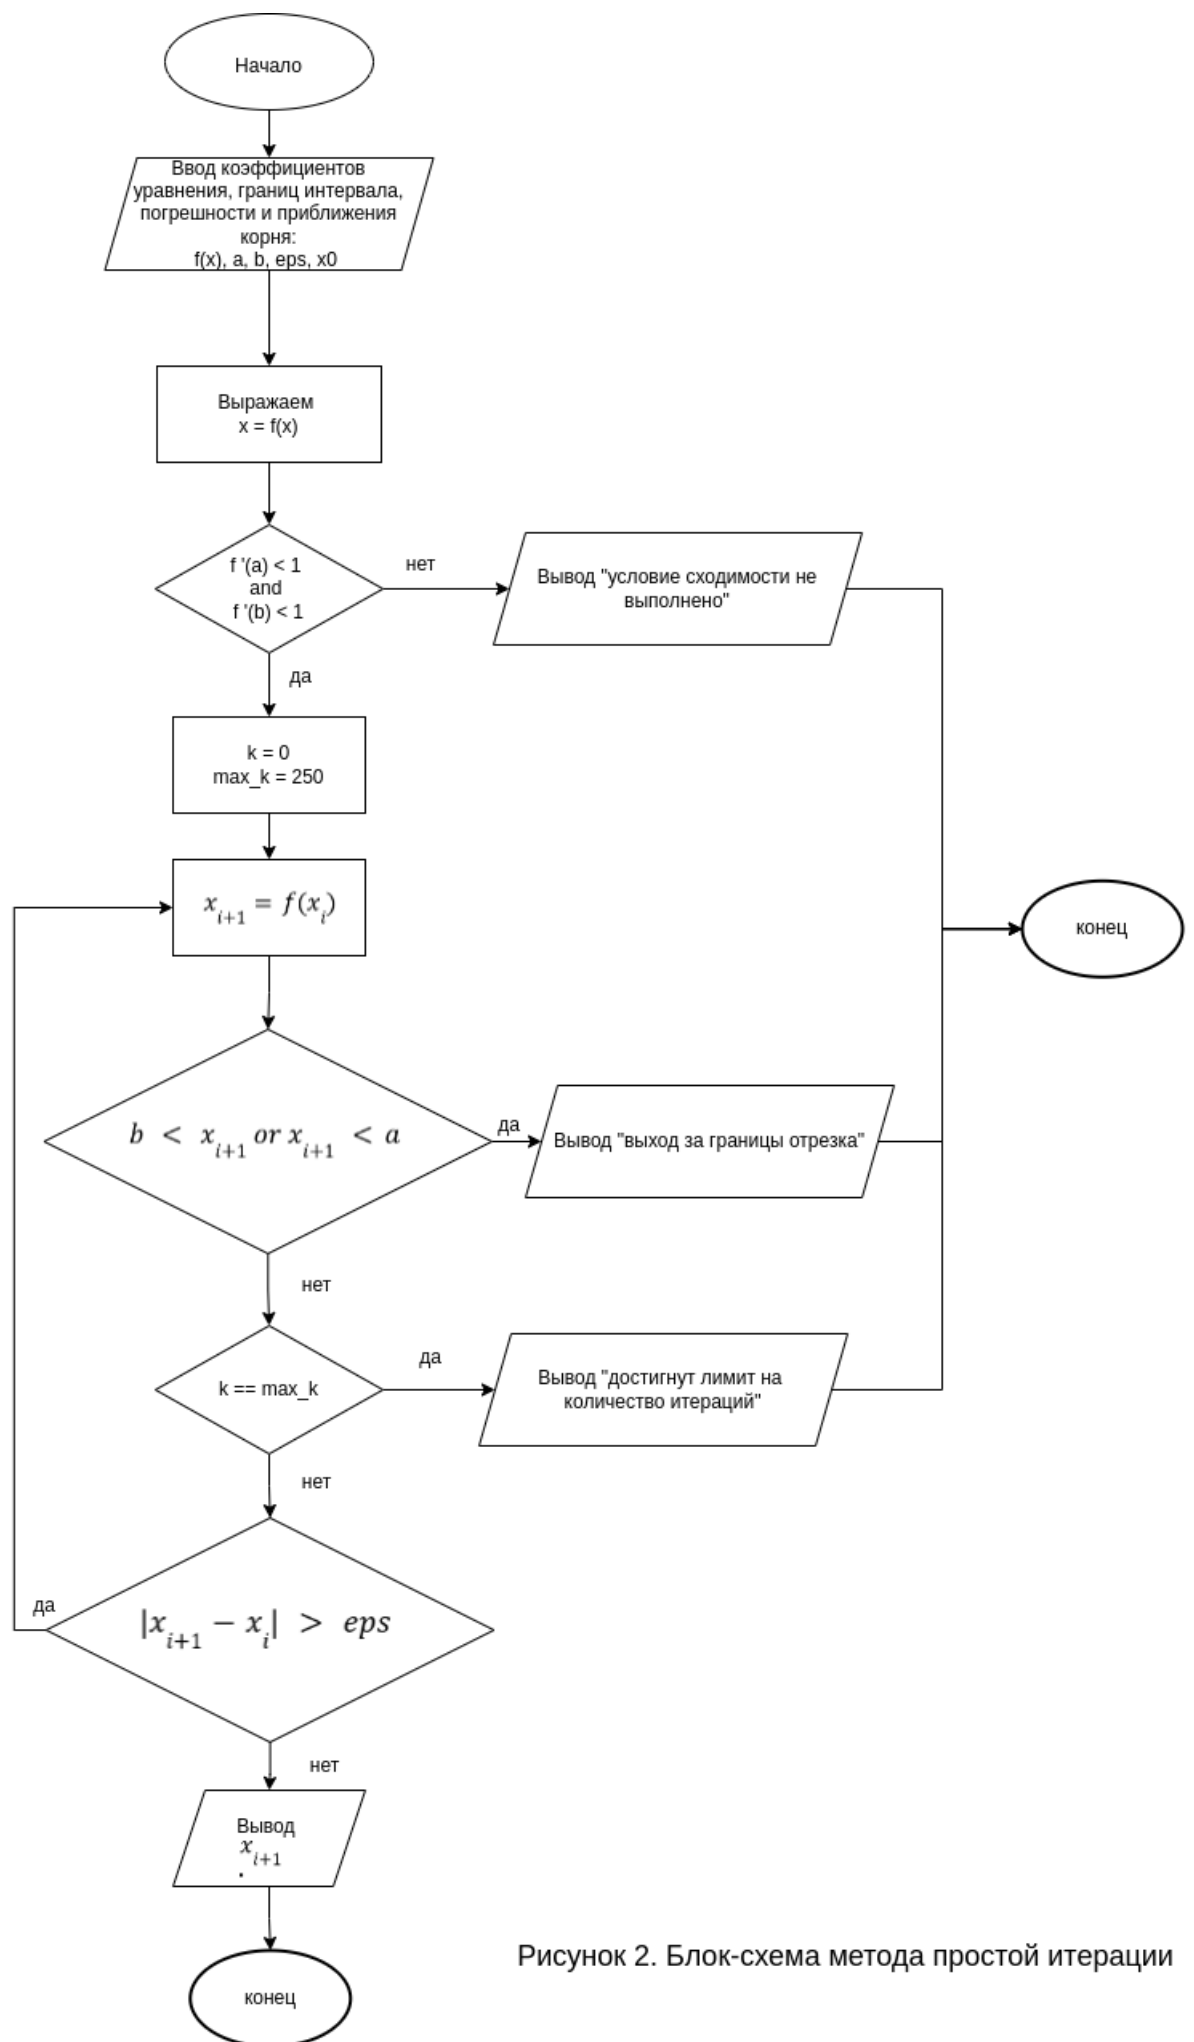 Начало
Ввод коэффициентов
уравнения, границ интервала,
погрешности и приближения
корня:
f(x), a, b, eps, x0
Выражаем
x = f(x)
f '(a) < 1
and
f '(b) < 1
нет
Вывод "условие сходимости не
выполнено"
да
k = 0
max_k = 250
x_{i+1} = f(x_i)
конец
b < x_{i+1} or x_{i+1} < a
да
Вывод "выход за границы отрезка"
нет
k == max_k
да
Вывод "достигнут лимит на
количество итераций"
нет
|x_{i+1} − x_i| > eps
да
нет
Вывод
x_{i+1}
.
конец
Рисунок 2. Блок-схема метода простой итерации